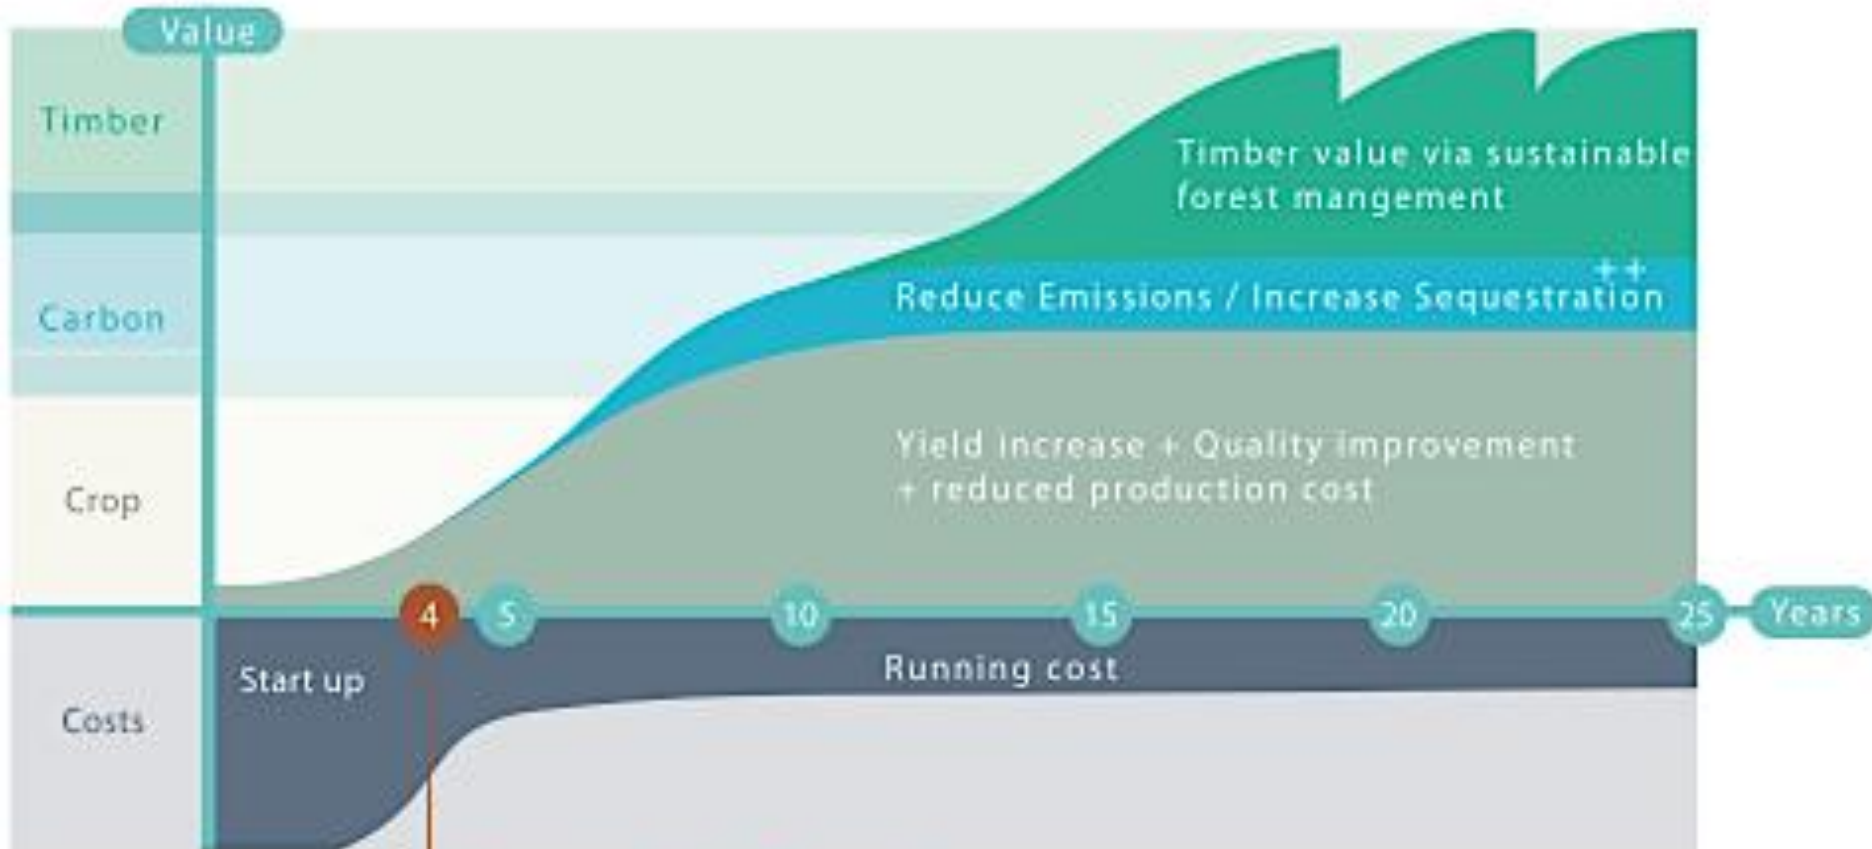 Value
Timber
Timber value via sustainable
forest mangement
++
Carbon
Reduce Emissions / Increase Sequestration
Crop
Yield increase + Quality improvement
+ reduced production cost
4 5 10 15 20 25 Years
Start up
Running cost
Costs